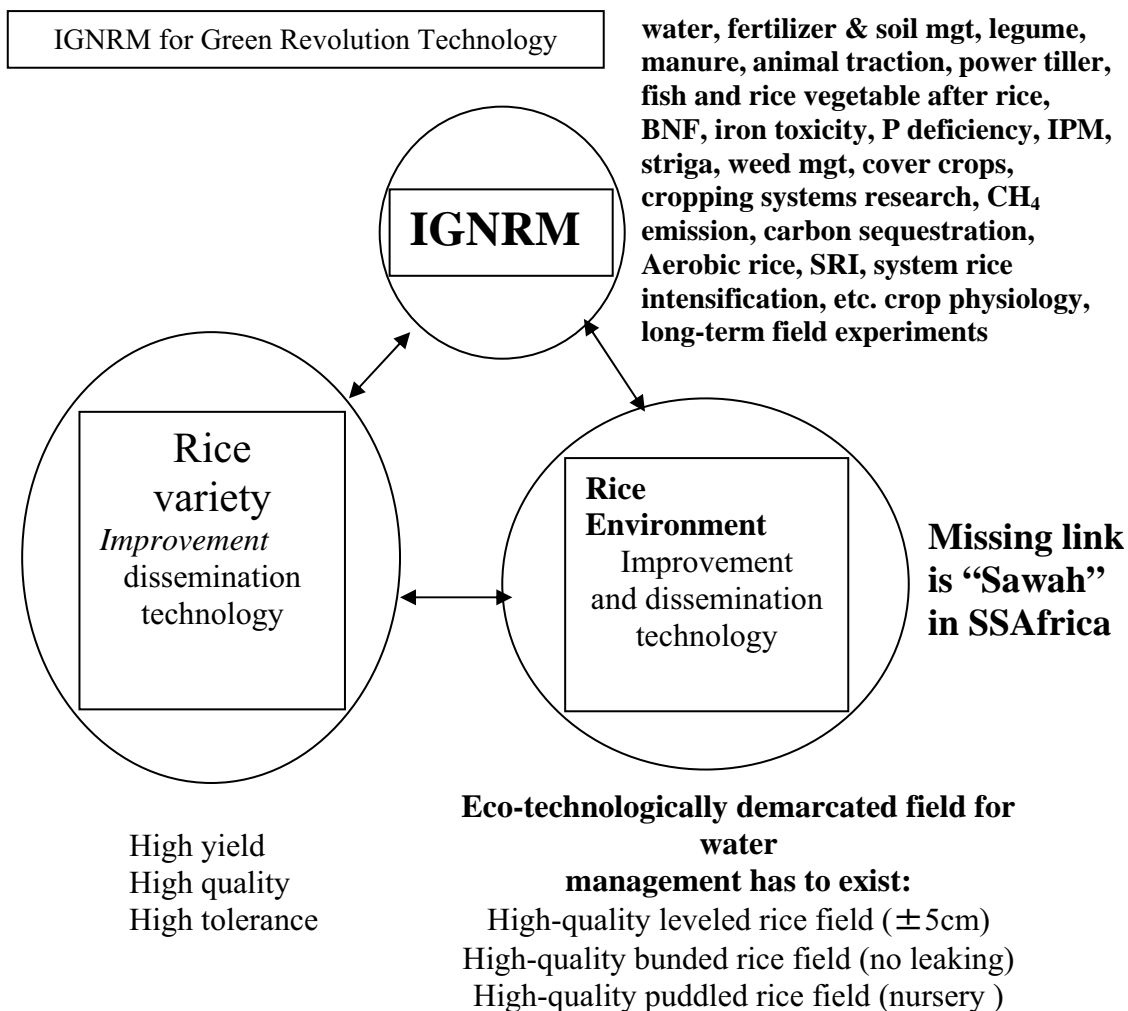 IGNRM for Green Revolution Technology
water, fertilizer & soil mgt, legume,
manure, animal traction, power tiller,
fish and rice vegetable after rice,
BNF, iron toxicity, P deficiency, IPM,
striga, weed mgt, cover crops,
cropping systems research, CH₄
emission, carbon sequestration,
Aerobic rice, SRI, system rice
intensification, etc. crop physiology,
long-term field experiments
IGNRM
Rice
variety
Improvement
dissemination
technology
Rice
Environment
Improvement
and dissemination
technology
Missing link
is “Sawah”
in SSAfrica
High yield
High quality
High tolerance
Eco-technologically demarcated field for
water
management has to exist:
High-quality leveled rice field (±5cm)
High-quality bunded rice field (no leaking)
High-quality puddled rice field (nursery )